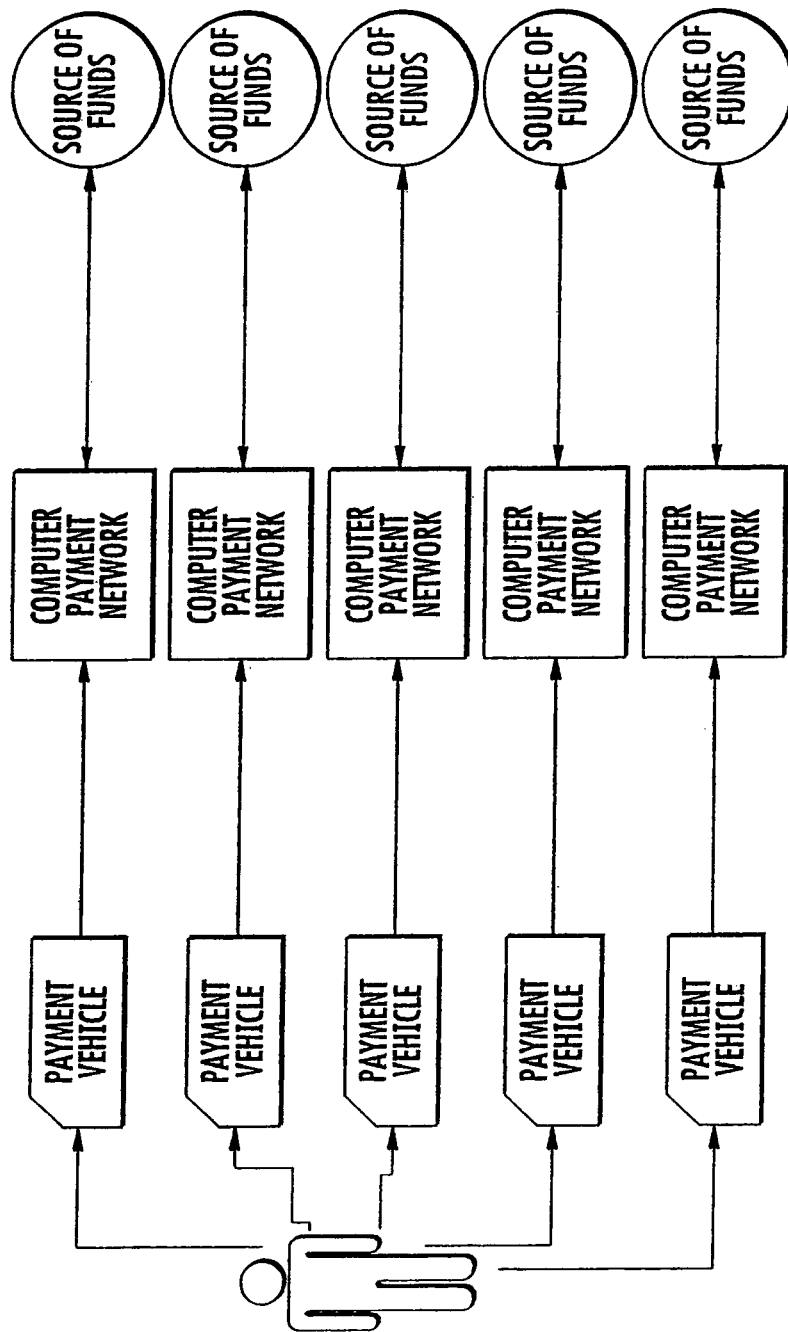 PAYMENT
VEHICLE
COMPUTER
PAYMENT
NETWORK
SOURCE OF
FUNDS
PAYMENT
VEHICLE
COMPUTER
PAYMENT
NETWORK
SOURCE OF
FUNDS
PAYMENT
VEHICLE
COMPUTER
PAYMENT
NETWORK
SOURCE OF
FUNDS
PAYMENT
VEHICLE
COMPUTER
PAYMENT
NETWORK
SOURCE OF
FUNDS
PAYMENT
VEHICLE
COMPUTER
PAYMENT
NETWORK
SOURCE OF
FUNDS